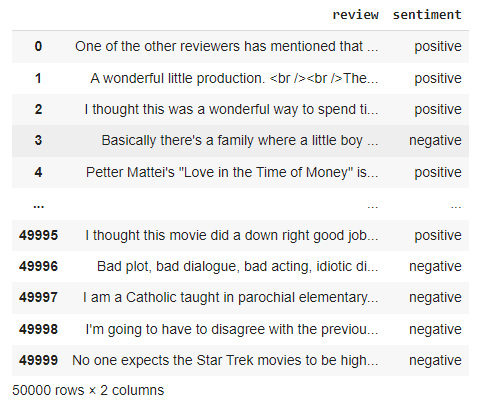 review sentiment
0 One of the other reviewers has mentioned that ... positive
1 A wonderful little production. <br /><br />The... positive
2 I thought this was a wonderful way to spend ti... positive
3 Basically there's a family where a little boy ... negative
4 Petter Mattei's "Love in the Time of Money" is... positive
... ... ...
49995 I thought this movie did a down right good job... positive
49996 Bad plot, bad dialogue, bad acting, idiotic di... negative
49997 I am a Catholic taught in parochial elementary... negative
49998 I'm going to have to disagree with the previou... negative
49999 No one expects the Star Trek movies to be high... negative
50000 rows × 2 columns